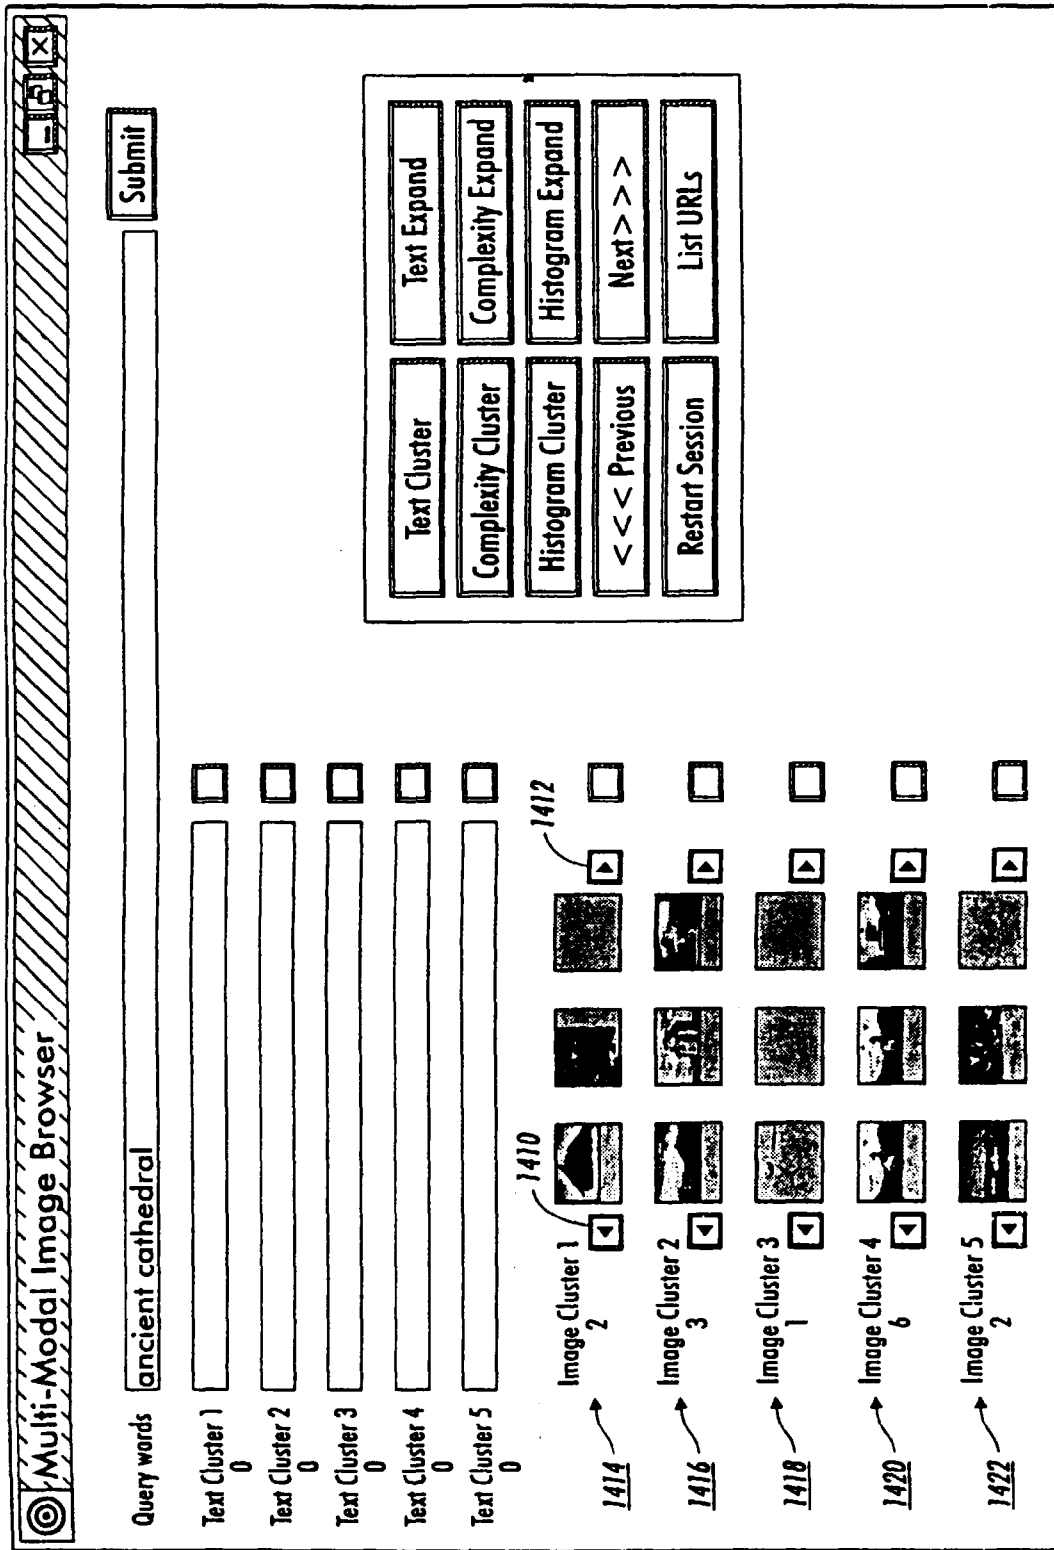 Multi-Modal Image Browser
Query words ancient cathedral Submit
Text Cluster 1
0
Text Cluster 2
0
Text Cluster 3
0
Text Cluster 4
0
Text Cluster 5
0
Text Cluster Text Expand
Complexity Cluster Complexity Expand
Histogram Cluster Histogram Expand
< < < Previous Next > > >
Restart Session List URLs
1410 1412
1414 Image Cluster 1
2
1416 Image Cluster 2
3
1418 Image Cluster 3
1
1420 Image Cluster 4
6
1422 Image Cluster 5
2